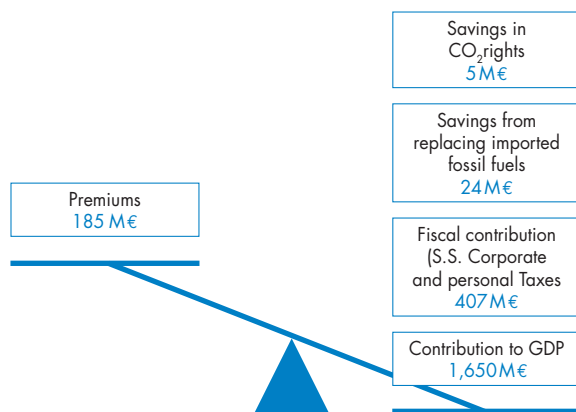 Savings in
CO2rights
5M€
Savings from
replacing imported
fossil fuels
24M€
Premiums
185 M€
Fiscal contribution
(S.S. Corporate
and personal Taxes
407M€
Contribution to GDP
1,650M€